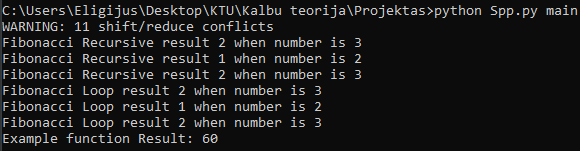 C:\Users\Eligijus\Desktop\KTU\Kalbu teorija\Projektas>python Spp.py main
WARNING: 11 shift/reduce conflicts
Fibonacci Recursive result 2 when number is 3
Fibonacci Recursive result 1 when number is 2
Fibonacci Recursive result 2 when number is 3
Fibonacci Loop result 2 when number is 3
Fibonacci Loop result 1 when number is 2
Fibonacci Loop result 2 when number is 3
Example function Result: 60